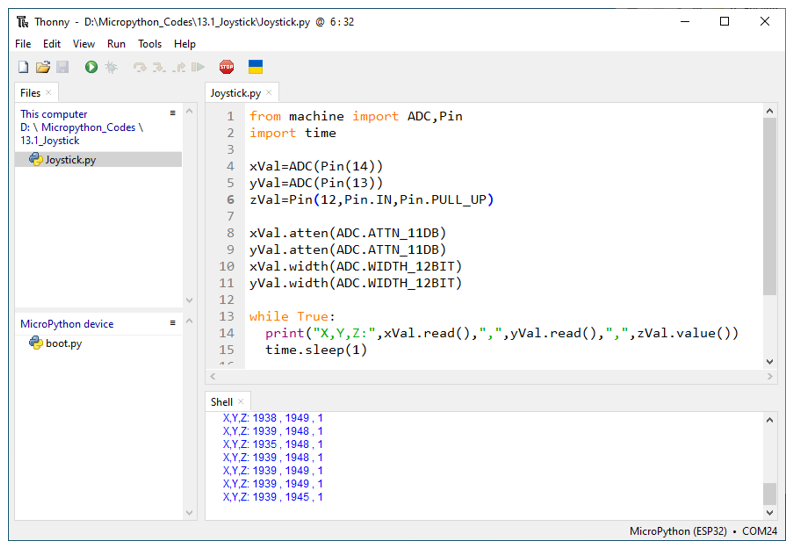 Thonny - D:\Micropython_Codes\13.1_Joystick\Joystick.py @ 6:32
File Edit View Run Tools Help
STOP
Files
This computer
D: \ Micropython_Codes \
13.1_Joystick
Joystick.py
MicroPython device
boot.py
Joystick.py
1 from machine import ADC,Pin
2 import time
3
4 xVal=ADC(Pin(14))
5 yVal=ADC(Pin(13))
6 zVal=Pin(12,Pin.IN,Pin.PULL_UP)
7
8 xVal.atten(ADC.ATTN_11DB)
9 yVal.atten(ADC.ATTN_11DB)
10 xVal.width(ADC.WIDTH_12BIT)
11 yVal.width(ADC.WIDTH_12BIT)
12
13 while True:
14   print("X,Y,Z:",xVal.read(),",",yVal.read(),",",zVal.value())
15   time.sleep(1)
Shell
X,Y,Z: 1938 , 1949 , 1
X,Y,Z: 1939 , 1948 , 1
X,Y,Z: 1935 , 1948 , 1
X,Y,Z: 1939 , 1948 , 1
X,Y,Z: 1939 , 1949 , 1
X,Y,Z: 1939 , 1949 , 1
X,Y,Z: 1939 , 1945 , 1
MicroPython (ESP32) • COM24